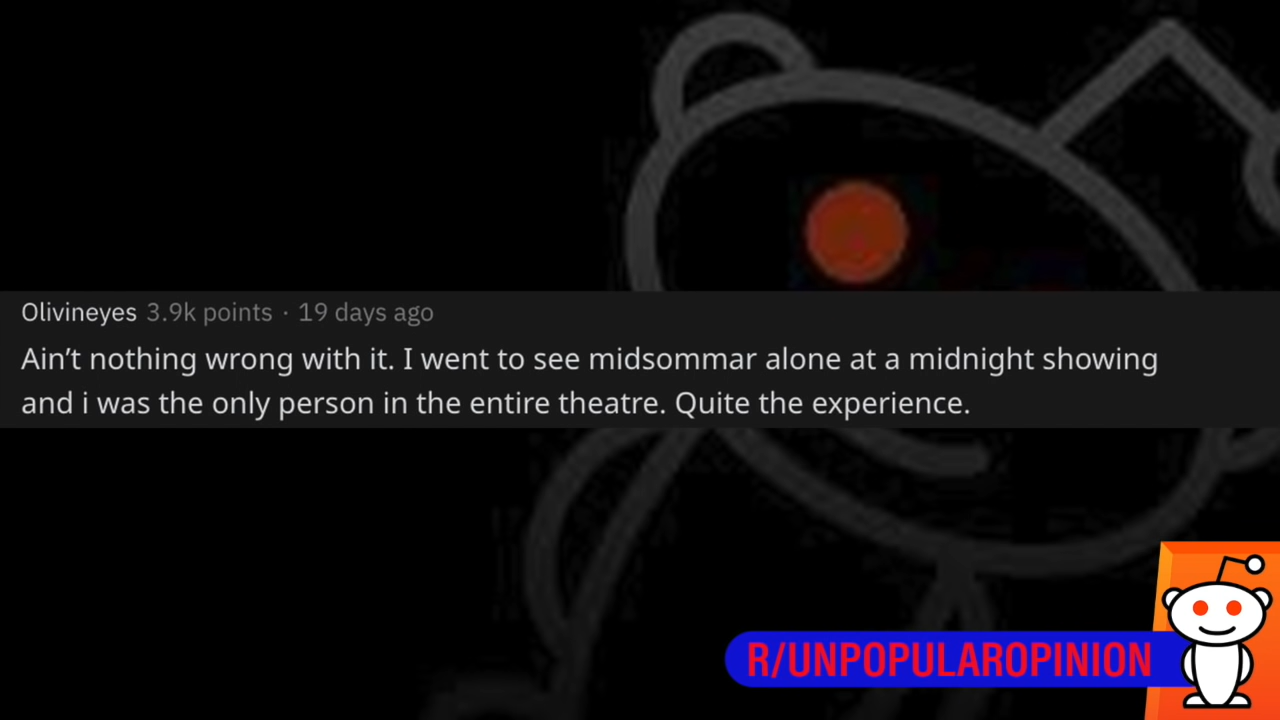 Olivineyes 3.9k points · 19 days ago
Ain’t nothing wrong with it. I went to see midsommar alone at a midnight showing
and i was the only person in the entire theatre. Quite the experience.
R/UNPOPULAROPINION